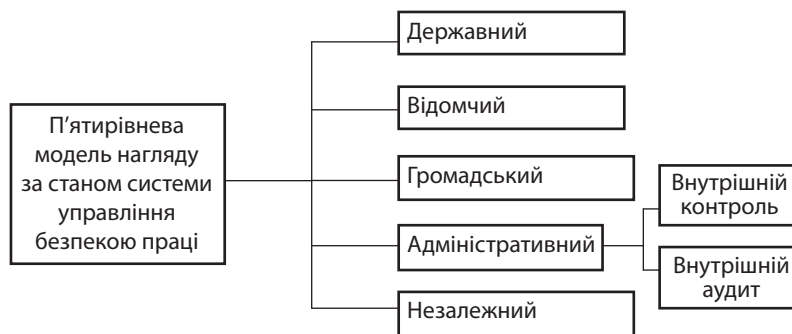 П’ятирівнева
модель нагляду
за станом системи
управління
безпекою праці
Державний
Відомчий
Громадський
Адміністративний
Незалежний
Внутрішній
контроль
Внутрішній
аудит